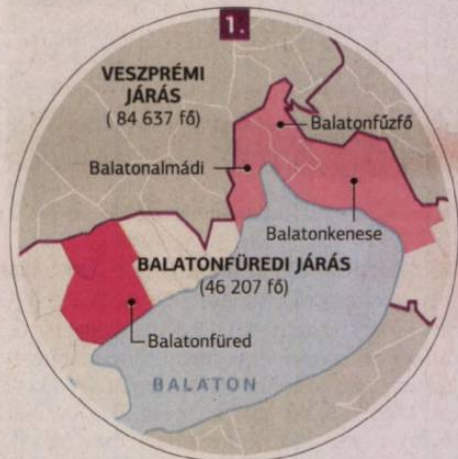 1.
VESZPRÉMI
JÁRÁS
( 84 637 fő)
Balatonfűzfő
Balatonalmádi
Balatonkenese
BALATONFÜREDI JÁRÁS
(46 207 fő)
Balatonfüred
BALATON